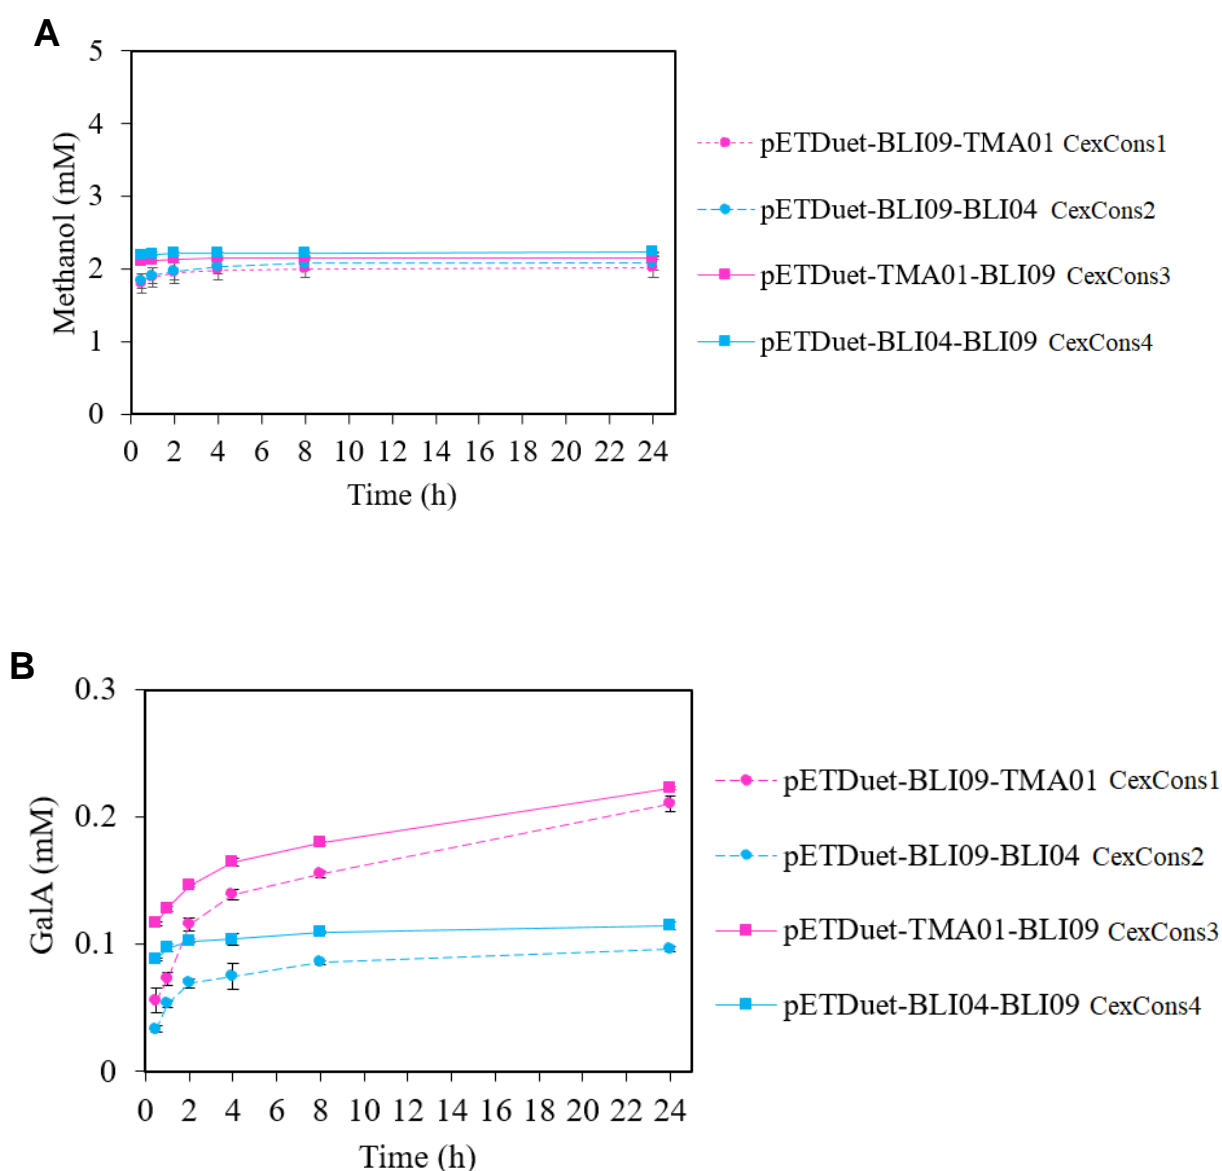 A
5
4
3
2
1
0
Methanol (mM)
0 2 4 6 8 10 12 14 16 18 20 22 24
Time (h)
pETDuet-BLI09-TMA01 CexCons1
pETDuet-BLI09-BLI04 CexCons2
pETDuet-TMA01-BLI09 CexCons3
pETDuet-BLI04-BLI09 CexCons4
B
0.3
0.2
0.1
0
GalA (mM)
0 2 4 6 8 10 12 14 16 18 20 22 24
Time (h)
pETDuet-BLI09-TMA01 CexCons1
pETDuet-BLI09-BLI04 CexCons2
pETDuet-TMA01-BLI09 CexCons3
pETDuet-BLI04-BLI09 CexCons4